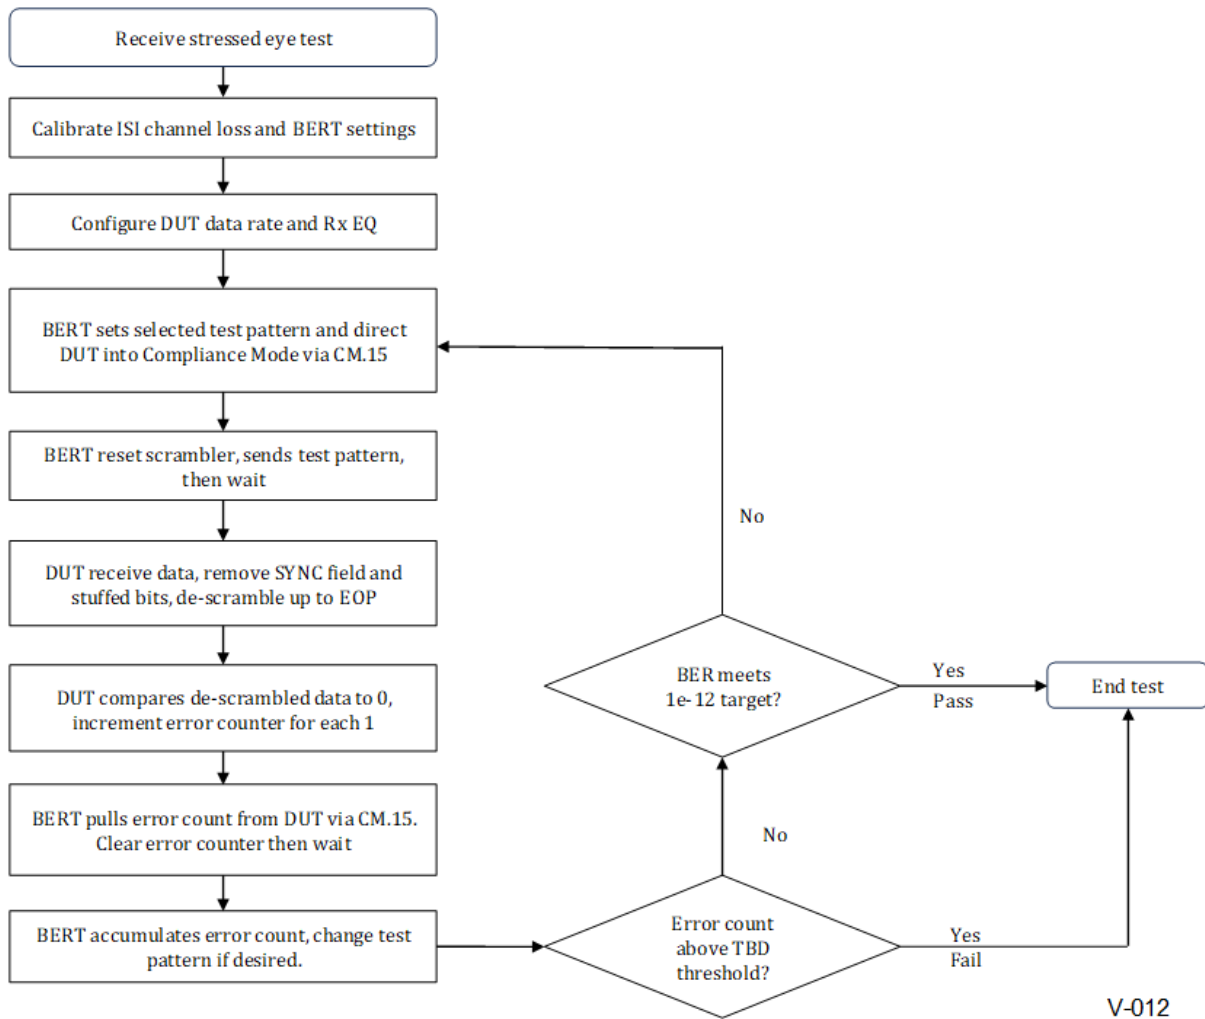 Receive stressed eye test
Calibrate ISI channel loss and BERT settings
Configure DUT data rate and Rx EQ
BERT sets selected test pattern and direct
DUT into Compliance Mode via CM.15
BERT reset scrambler, sends test pattern,
then wait
DUT receive data, remove SYNC field and
stuffed bits, de-scramble up to EOP
DUT compares de-scrambled data to 0,
increment error counter for each 1
BERT pulls error count from DUT via CM.15.
Clear error counter then wait
BERT accumulates error count, change test
pattern if desired.
Error count
above TBD
threshold?
Yes
Fail
No
BER meets
1e-12 target?
Yes
Pass
No
End test
V-012